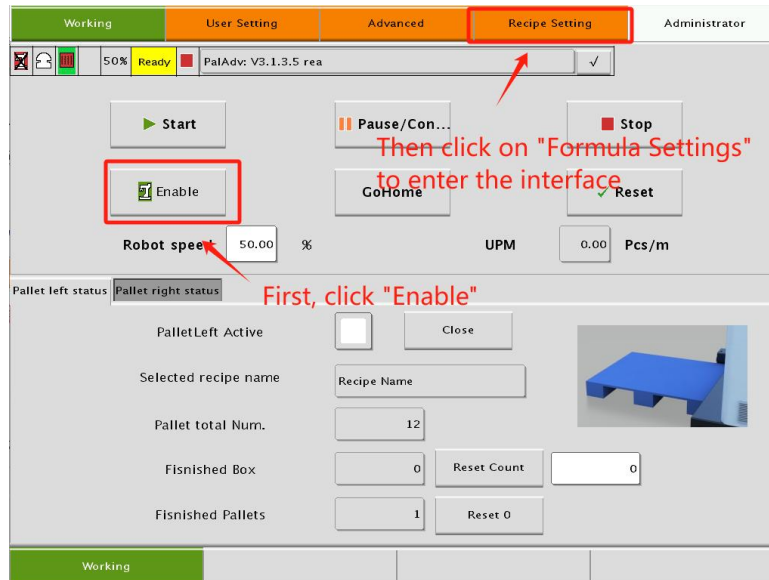 Working User Setting Advanced Recipe Setting Administrator
50% Ready PalAdv: V3.1.3.5 rea √
Start Pause/Con... Stop
Then click on "Formula Settings"
to enter the interface
Enable GoHome Reset
Robot speed 50.00 % UPM 0.00 Pcs/m
Pallet left status Pallet right status
First, click "Enable"
PalletLeft Active Close
Selected recipe name Recipe Name
Pallet total Num. 12
Fisnished Box 0 Reset Count 0
Fisnished Pallets 1 Reset 0
Working